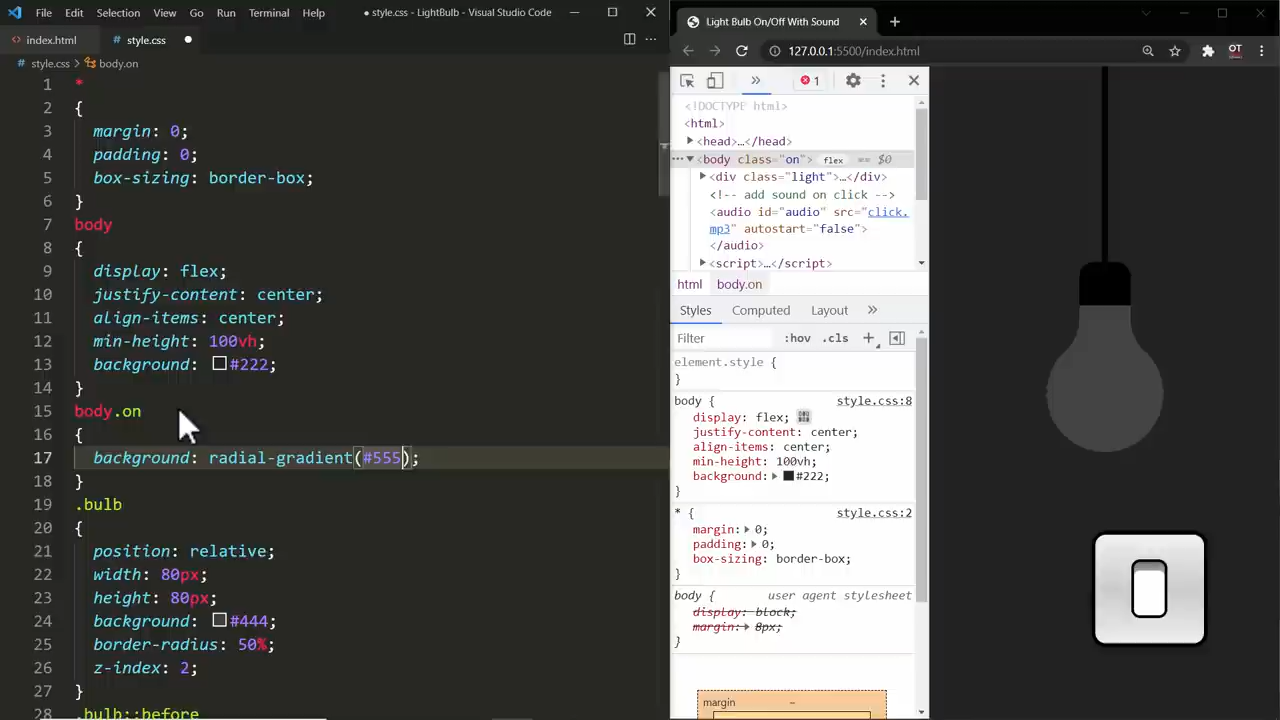 File Edit Selection View Go Run Terminal Help ● style.css - LightBulb - Visual Studio Code
<> index.html
style.css ●
style.css > body.on
1 *
2 {
3 margin: 0;
4 padding: 0;
5 box-sizing: border-box;
6 }
7 body
8 {
9 display: flex;
10 justify-content: center;
11 align-items: center;
12 min-height: 100vh;
13 background: #222;
14 }
15 body.on
16 {
17 background: radial-gradient(#555);
18 }
19 .bulb
20 {
21 position: relative;
22 width: 80px;
23 height: 80px;
24 background: #444;
25 border-radius: 50%;
26 z-index: 2;
27 }
28 .bulb::before
Light Bulb On/Off With Sound
127.0.0.1:5500/index.html
OT
1
<!DOCTYPE html>
<html>
<head>…</head>
<body class="on"> flex == $0
<div class="light">…</div>
<!-- add sound on click -->
<audio id="audio" src="click.
mp3" autostart="false">
</audio>
<script>…</script>
html body.on
Styles Computed Layout »
Filter :hov .cls +
element.style {
}
body { style.css:8
display: flex;
justify-content: center;
align-items: center;
min-height: 100vh;
background: #222;
}
* { style.css:2
margin: 0;
padding: 0;
box-sizing: border-box;
}
body { user agent stylesheet
display: block;
margin: 8px;
}
margin –